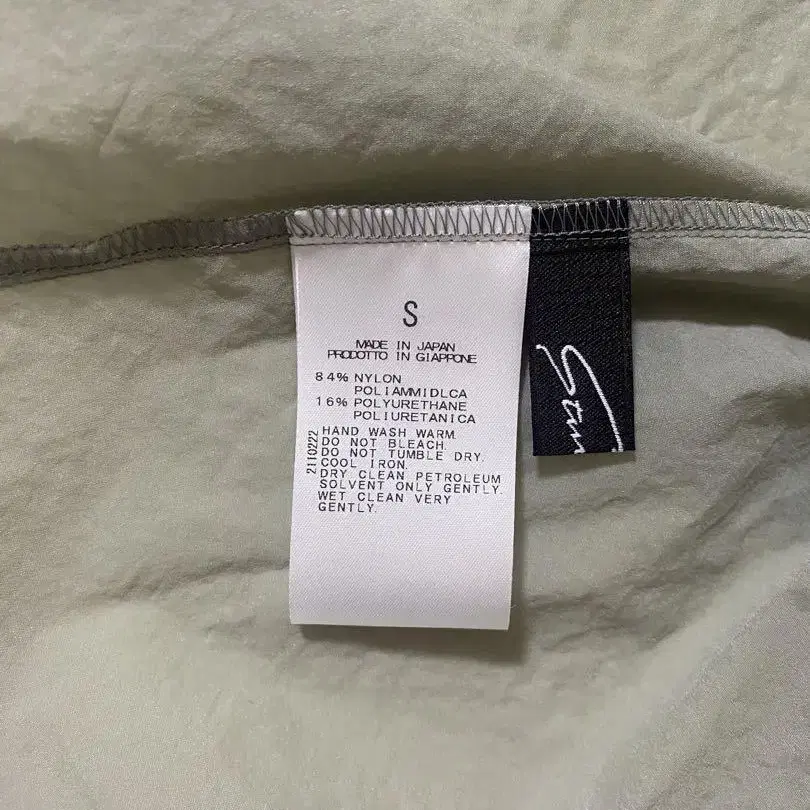 S
MADE IN JAPAN
PRODOTTO IN GIAPPONE
84% NYLON
POLIAMMIDLCA
16% POLYURETHANE
POLIURETANICA
HAND WASH WARM.
DO NOT BLEACH.
DO NOT TUMBLE DRY.
COOL IRON.
DRY CLEAN PETROLEUM
SOLVENT ONLY GENTLY.
WET CLEAN VERY
GENTLY.
2110222